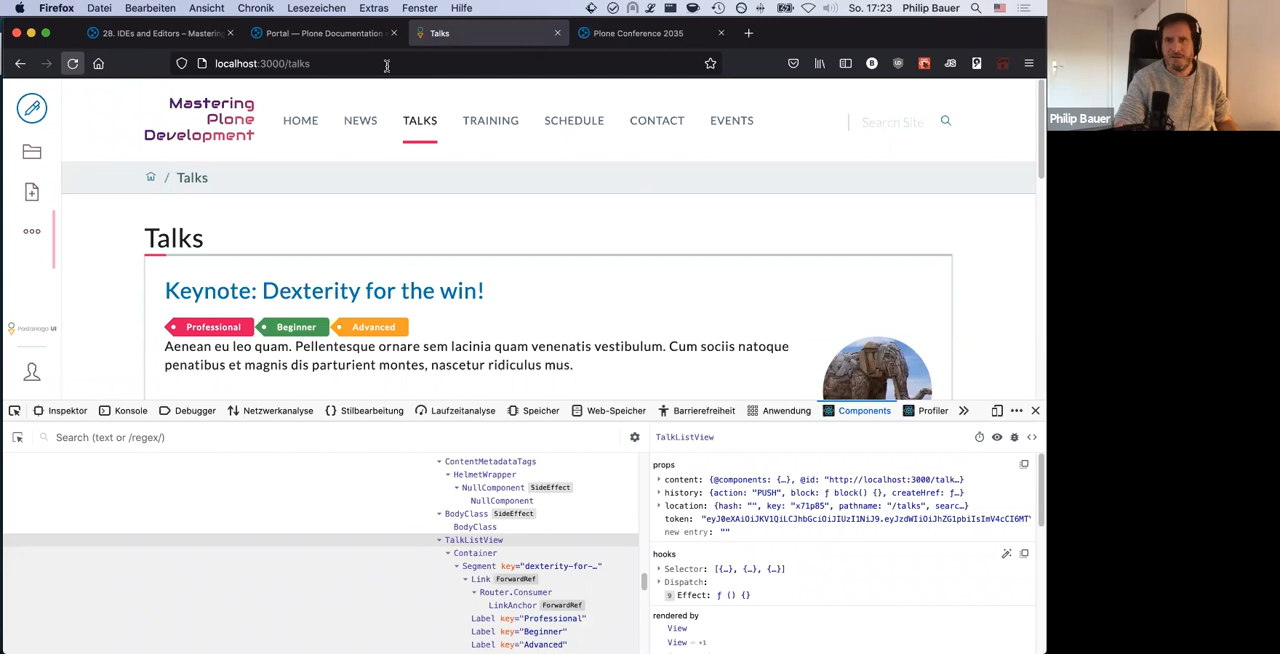 Firefox Datei Bearbeiten Ansicht Chronik Lesezeichen Extras Fenster Hilfe So. 17:23 Philip Bauer
28. IDEs and Editors – Mastering Portal — Plone Documentation Talks Plone Conference 2035
localhost:3000/talks
Mastering
Plone
Development
HOME NEWS TALKS TRAINING SCHEDULE CONTACT EVENTS Search Site
/ Talks
Talks
Keynote: Dexterity for the win!
Professional Beginner Advanced
Aenean eu leo quam. Pellentesque ornare sem lacinia quam venenatis vestibulum. Cum sociis natoque
penatibus et magnis dis parturient montes, nascetur ridiculus mus.
Pastanaga UI
Philip Bauer
Inspektor Konsole Debugger Netzwerkanalyse Stilbearbeitung Laufzeitanalyse Speicher Web-Speicher Barrierefreiheit Anwendung Components Profiler
Search (text or /regex/)
TalkListView
ContentMetadataTags
HelmetWrapper
NullComponent SideEffect
NullComponent
BodyClass SideEffect
BodyClass
TalkListView
Container
Segment key="dexterity-for-…"
Link ForwardRef
Router.Consumer
LinkAnchor ForwardRef
Label key="Professional"
Label key="Beginner"
Label key="Advanced"
props
content: {@components: {…}, @id: "http://localhost:3000/talk…}
history: {action: "PUSH", block: ƒ block() {}, createHref: ƒ…}
location: {hash: "", key: "x71p85", pathname: "/talks", searc…}
token: "eyJ0eXAiOiJKV1QiLCJhbGciOiJIUzI1NiJ9.eyJzdWIiOiJhZG1pbiIsImV4cCI6MT
new entry: ""
hooks
Selector: [{…}, {…}, {…}]
Dispatch:
9 Effect: ƒ () {}
rendered by
View
View +1